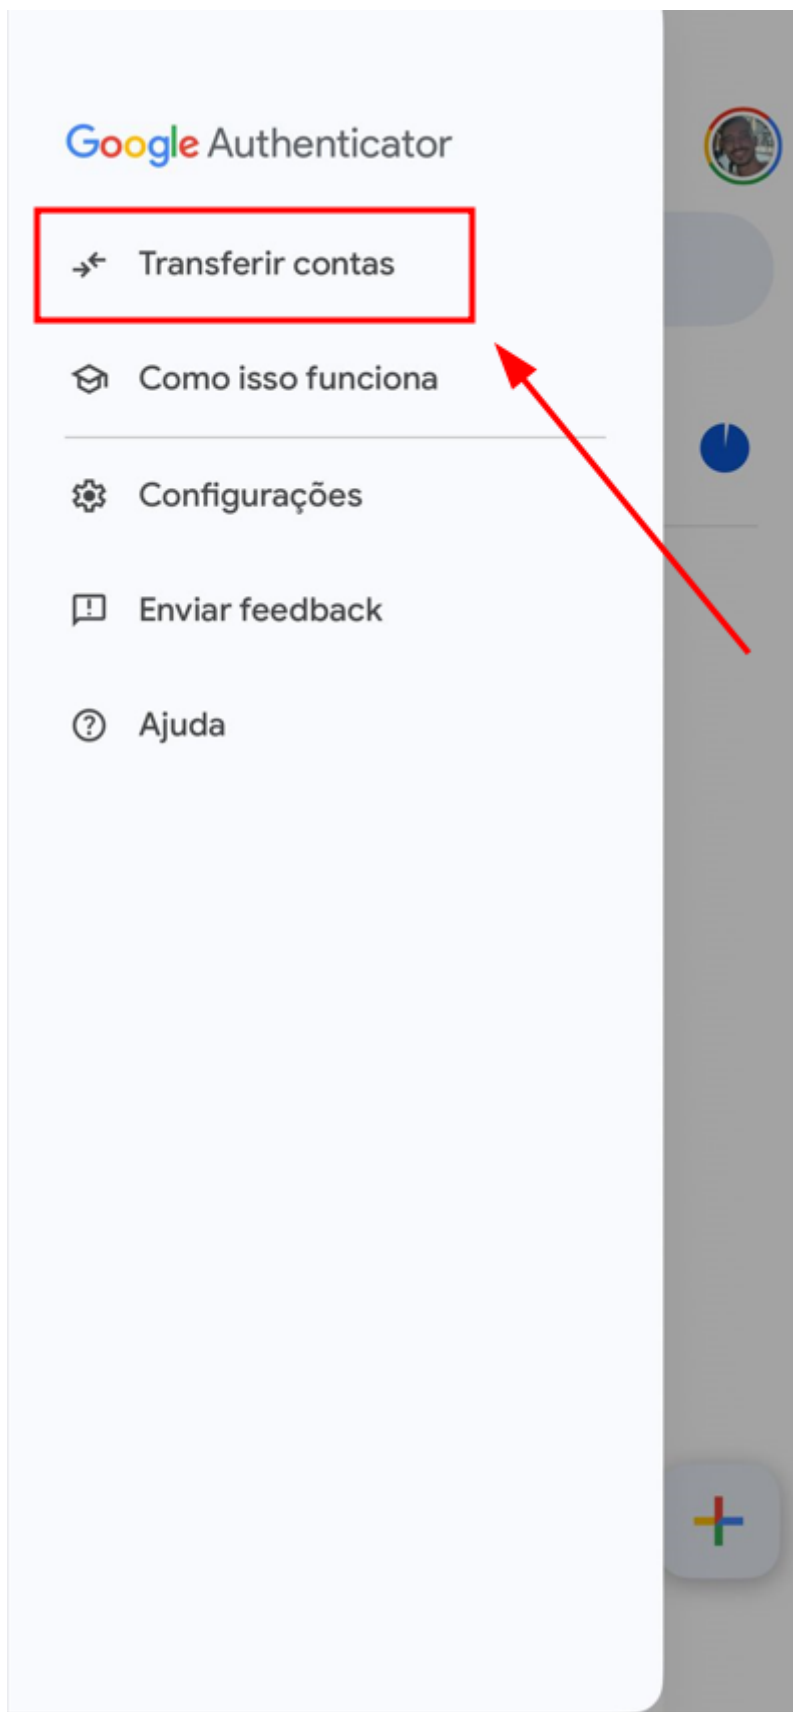 Google Authenticator
Transferir contas
Como isso funciona
Configurações
Enviar feedback
Ajuda